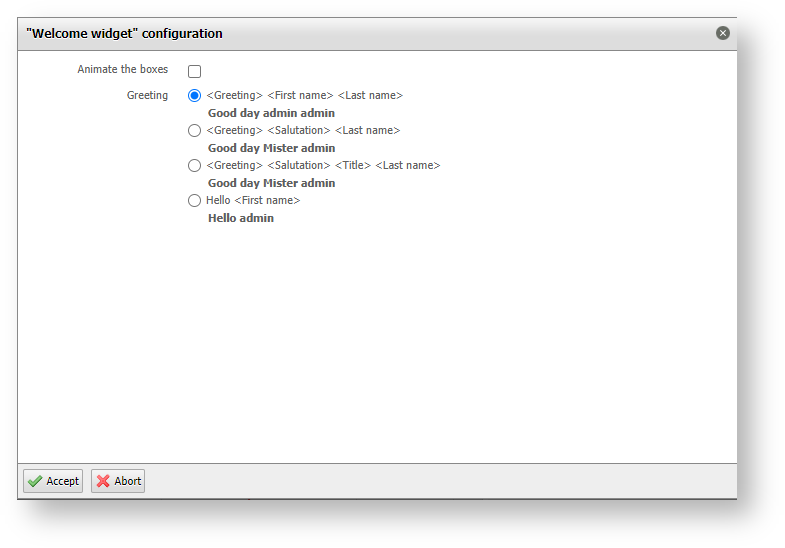 "Welcome widget" configuration
Animate the boxes
Greeting <Greeting> <First name> <Last name>
Good day admin admin
<Greeting> <Salutation> <Last name>
Good day Mister admin
<Greeting> <Salutation> <Title> <Last name>
Good day Mister admin
Hello <First name>
Hello admin
Accept Abort